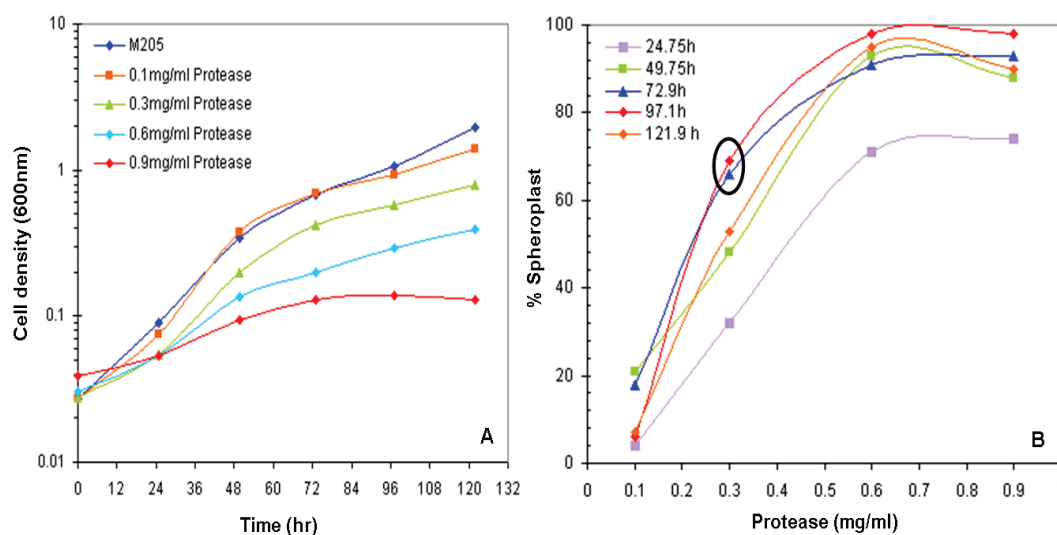 10
1
0.1
0.01
Cell density (600nm)
M205
0.1mg/ml Protease
0.3mg/ml Protease
0.6mg/ml Protease
0.9mg/ml Protease
A
0 12 24 36 48 60 72 84 96 108 120 132
Time (hr)
100
80
60
40
20
0
% Spheroplast
24.75h
49.75h
72.9h
97.1h
121.9 h
B
0 0.1 0.2 0.3 0.4 0.5 0.6 0.7 0.8 0.9
Protease (mg/ml)